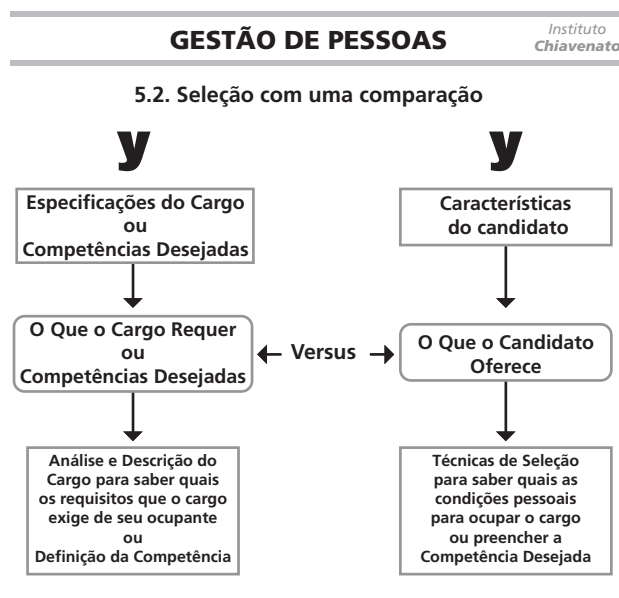 GESTÃO DE PESSOAS
Instituto
Chiavenato
5.2. Seleção com uma comparação
y
Especificações do Cargo
ou
Competências Desejadas
O Que o Cargo Requer
ou
Competências Desejadas
Análise e Descrição do
Cargo para saber quais
os requisitos que o cargo
exige de seu ocupante
ou
Definição da Competência
Versus
y
Características
do candidato
O Que o Candidato
Oferece
Técnicas de Seleção
para saber quais as
condições pessoais
para ocupar o cargo
ou preencher a
Competência Desejada